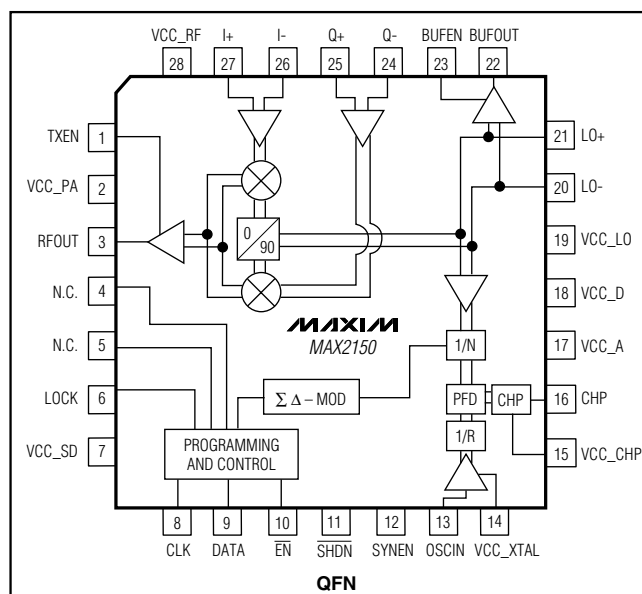 VCC_RF I+ I- Q+ Q- BUFEN BUFOUT
28 27 26 25 24 23 22
TXEN 1
VCC_PA 2
RFOUT 3
N.C. 4
N.C. 5
LOCK 6
VCC_SD 7
21 LO+
20 LO-
19 VCC_LO
18 VCC_D
17 VCC_A
16 CHP
15 VCC_CHP
0
90
MAXIM
MAX2150
1/N
Σ Δ – MOD
PFD
CHP
1/R
PROGRAMMING
AND CONTROL
8 9 10 11 12 13 14
CLK DATA EN SHDN SYNEN OSCIN VCC_XTAL
QFN